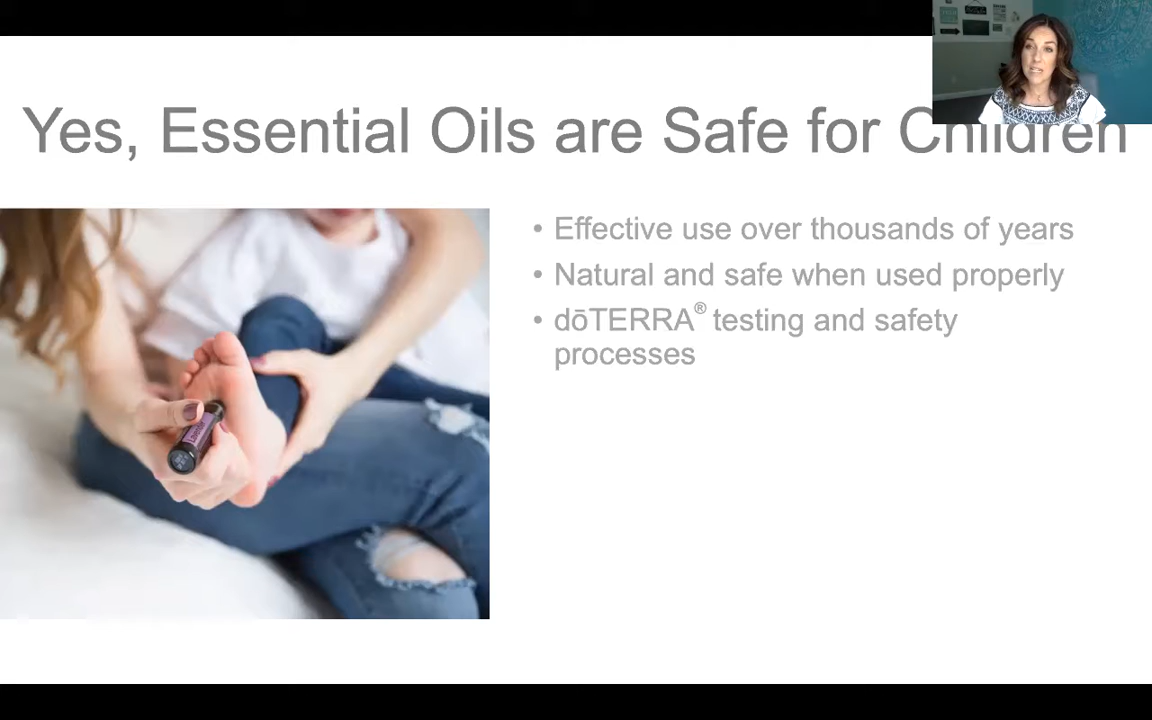 Yes, Essential Oils are Safe for Children
• Effective use over thousands of years
• Natural and safe when used properly
• dōTERRA® testing and safety
processes